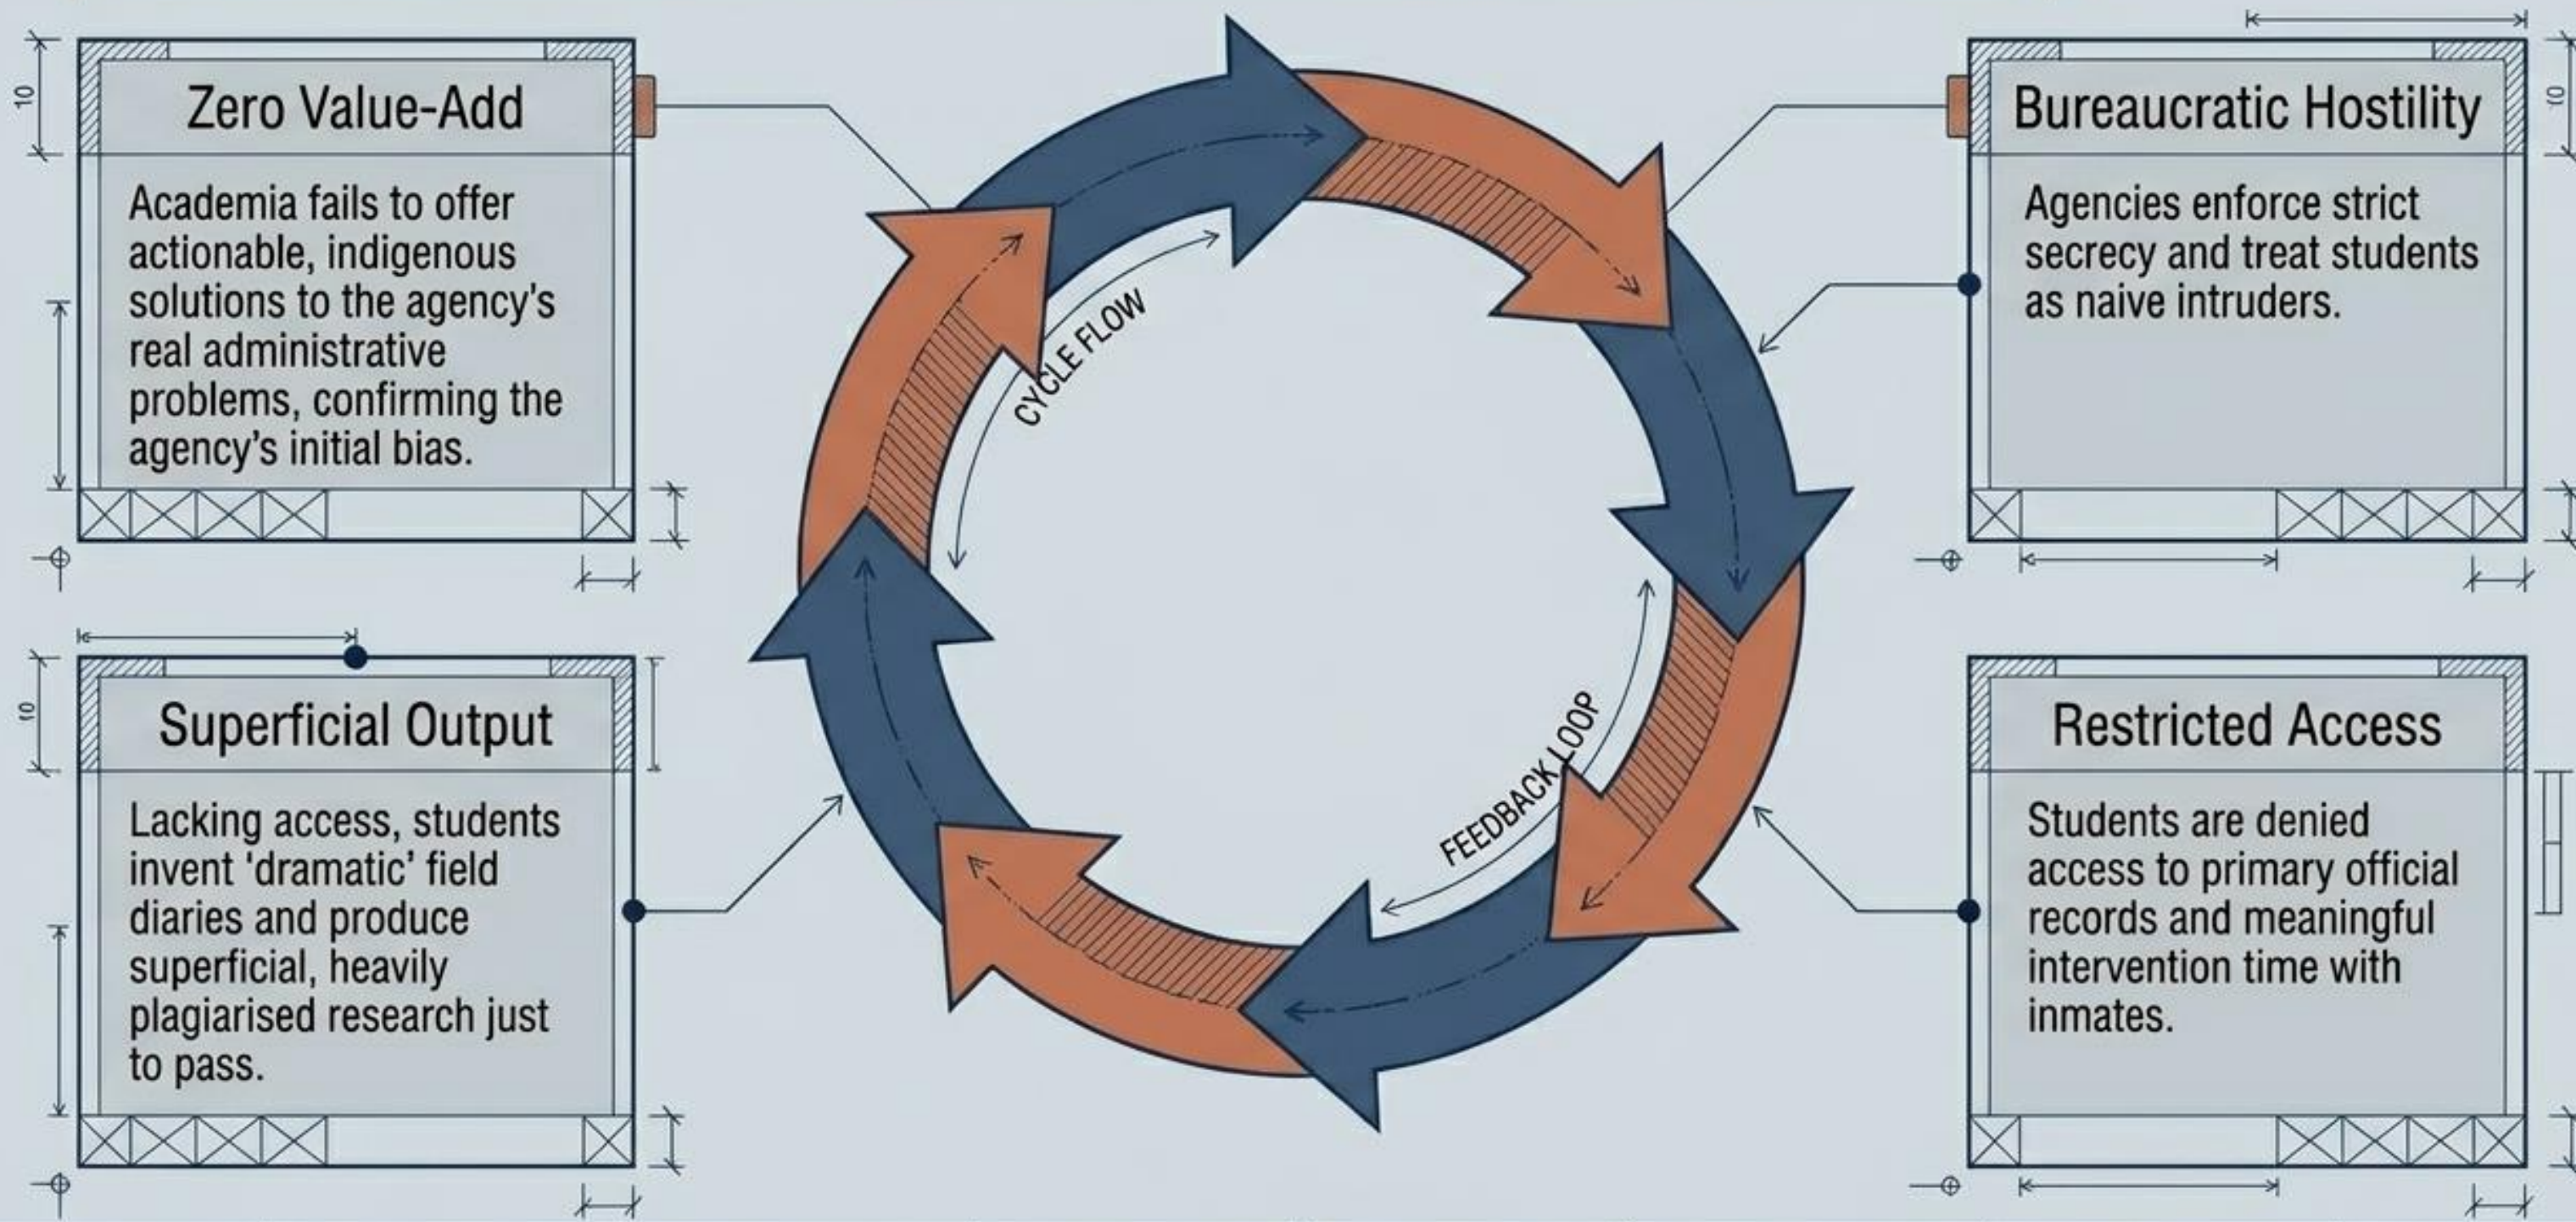 Zero Value-Add
Academia fails to offer
actionable, indigenous
solutions to the agency's
real administrative
problems, confirming the
agency's initial bias.
10
Bureaucratic Hostility
Agencies enforce strict
secrecy and treat students
as naive intruders.
CYCLE FLOW
FEEDBACK LOOP
Superficial Output
Lacking access, students
invent 'dramatic' field
diaries and produce
superficial, heavily
plagiarised research just
to pass.
Restricted Access
Students are denied
access to primary official
records and meaningful
intervention time with
inmates.